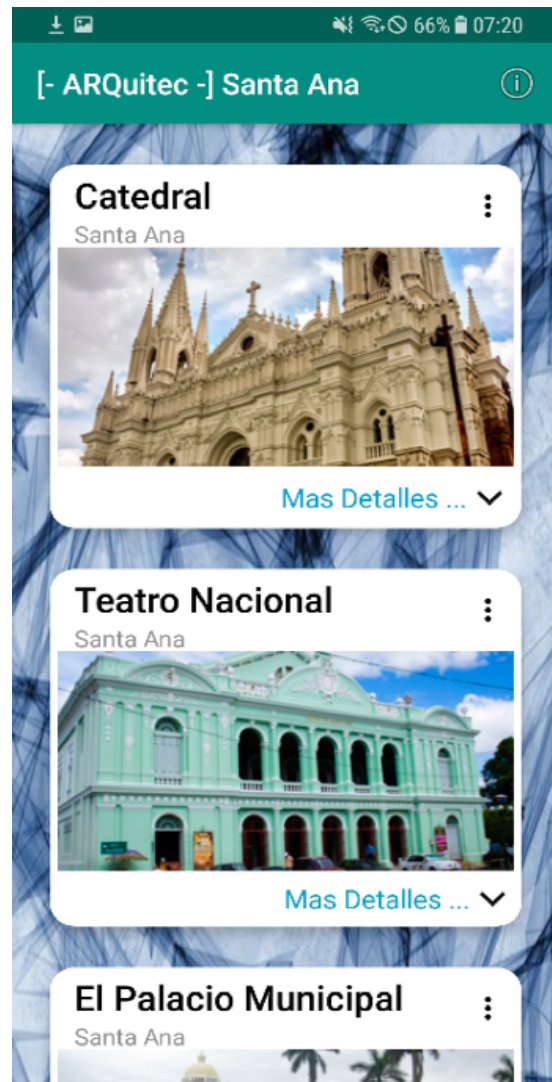 66% 07:20
[- ARQuitec -] Santa Ana
Catedral
Santa Ana
Mas Detalles ...
Teatro Nacional
Santa Ana
Mas Detalles ...
El Palacio Municipal
Santa Ana